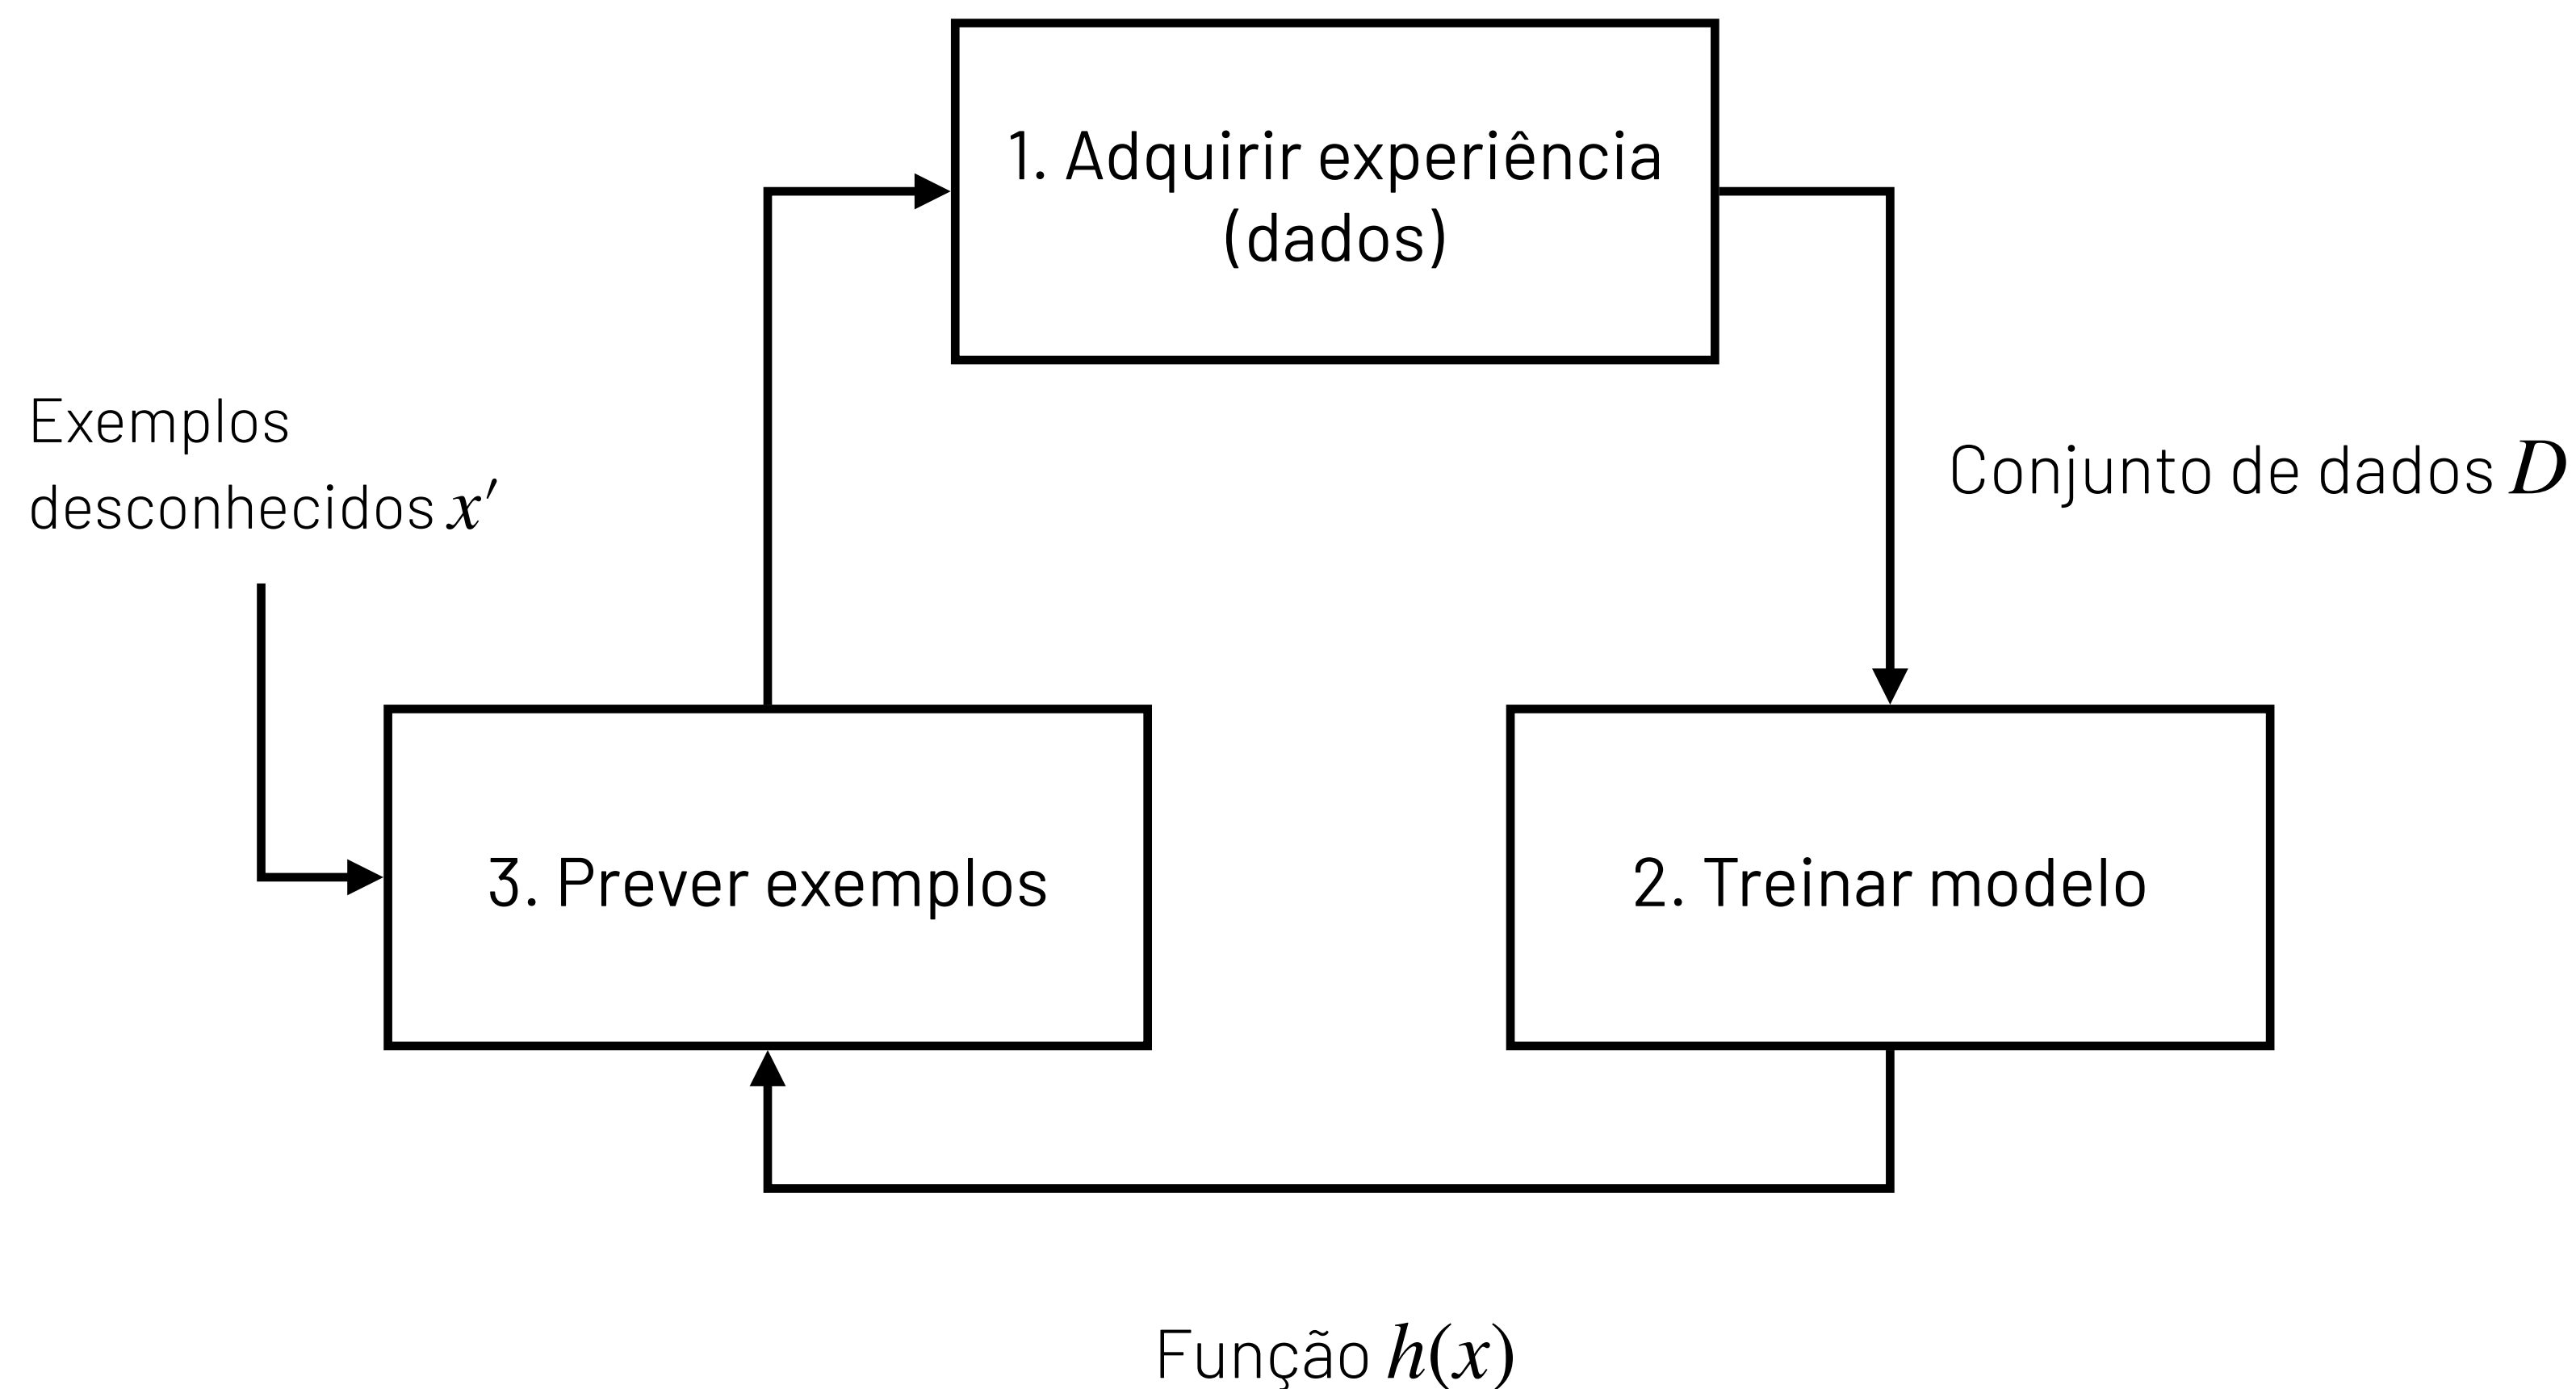 1. Adquirir experiência
(dados)
Exemplos
desconhecidos x′
Conjunto de dados D
3. Prever exemplos
2. Treinar modelo
Função h(x)